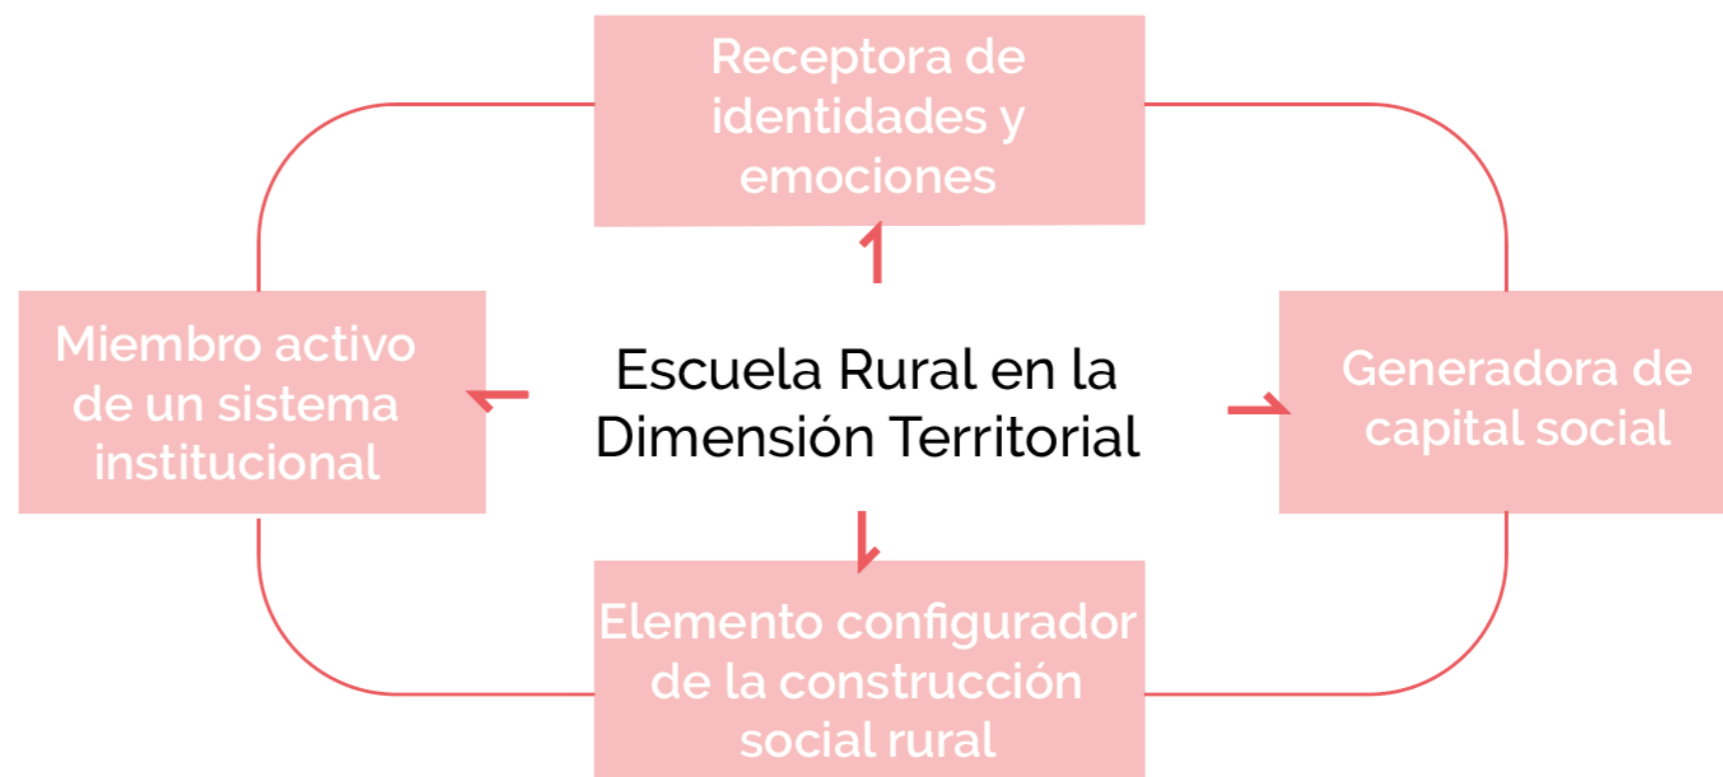 Receptora de
identidades y
emociones
Miembro activo
de un sistema
institucional
Escuela Rural en la
Dimensión Territorial
Generadora de
capital social
Elemento configurador
de la construcción
social rural